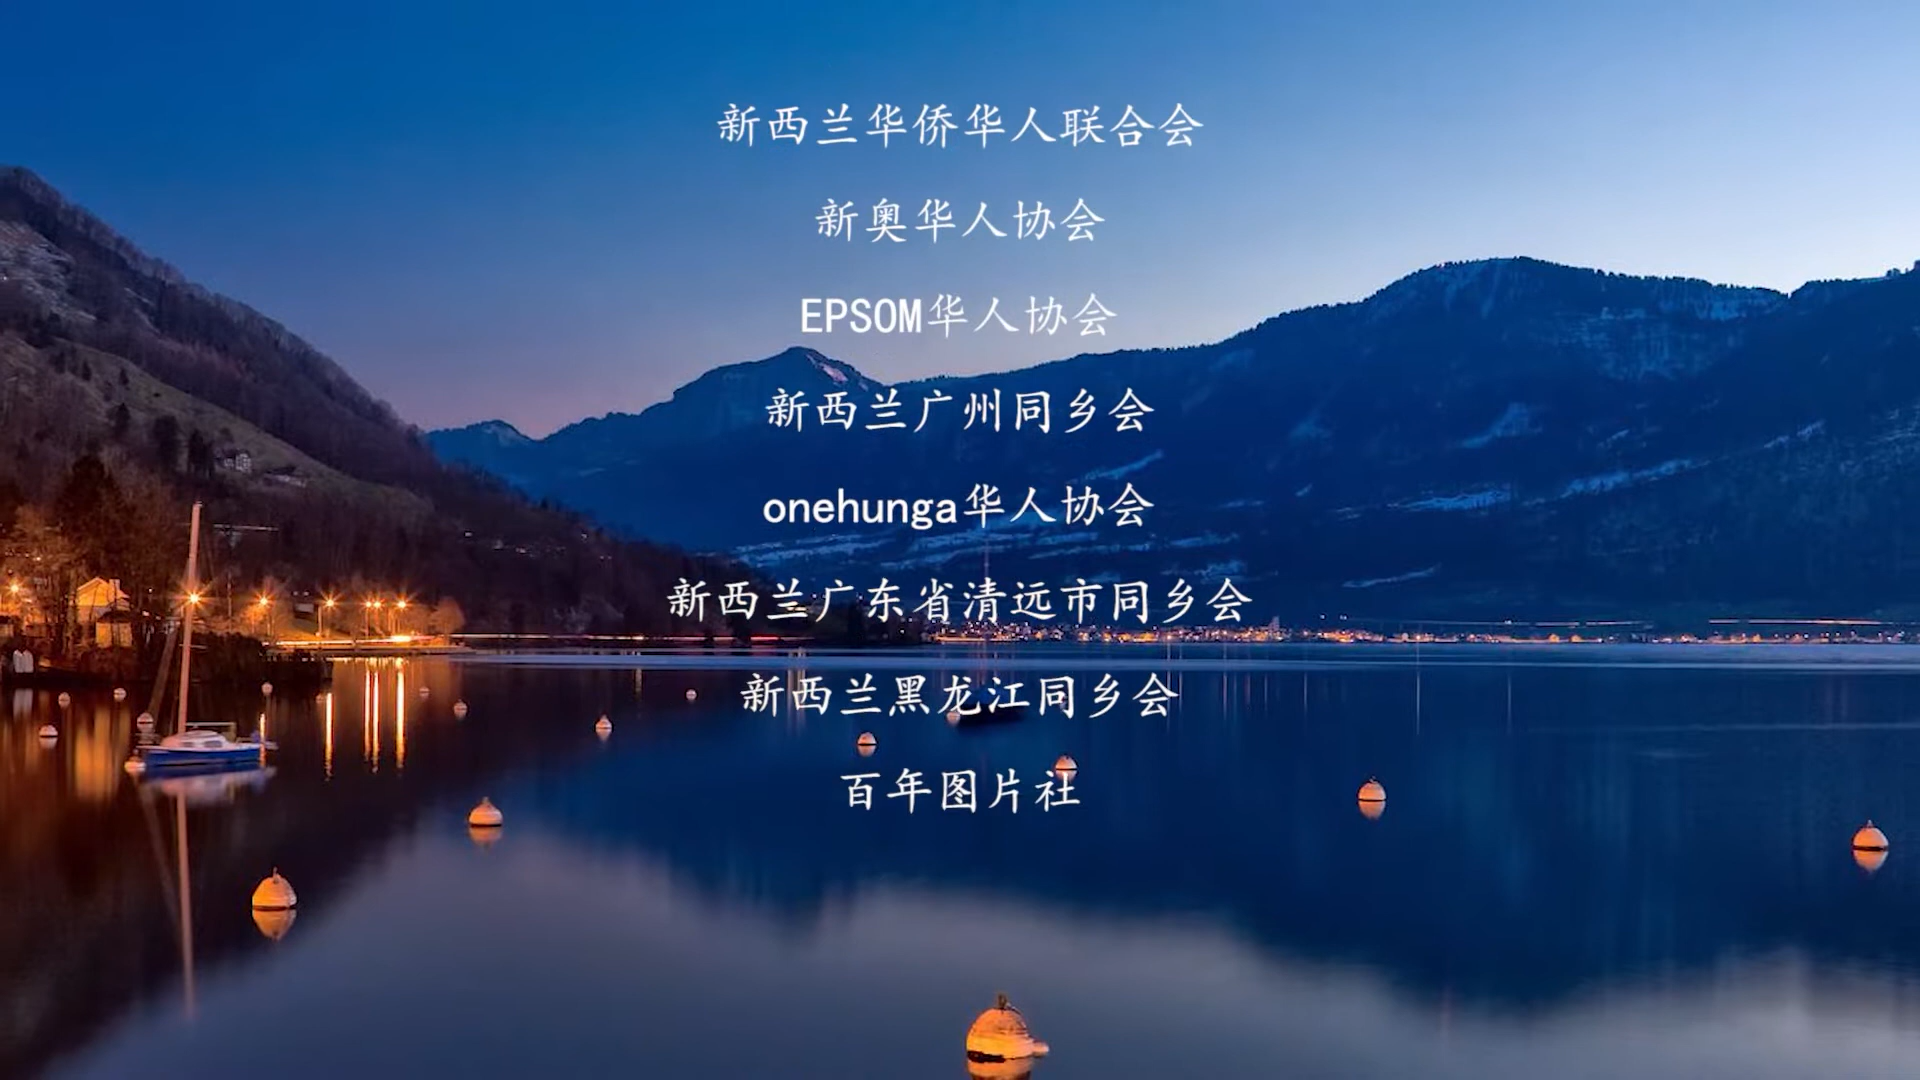 新西兰华侨华人联合会
新奥华人协会
EPSOM华人协会
新西兰广州同乡会
onehunga华人协会
新西兰广东省清远市同乡会
新西兰黑龙江同乡会
百年图片社